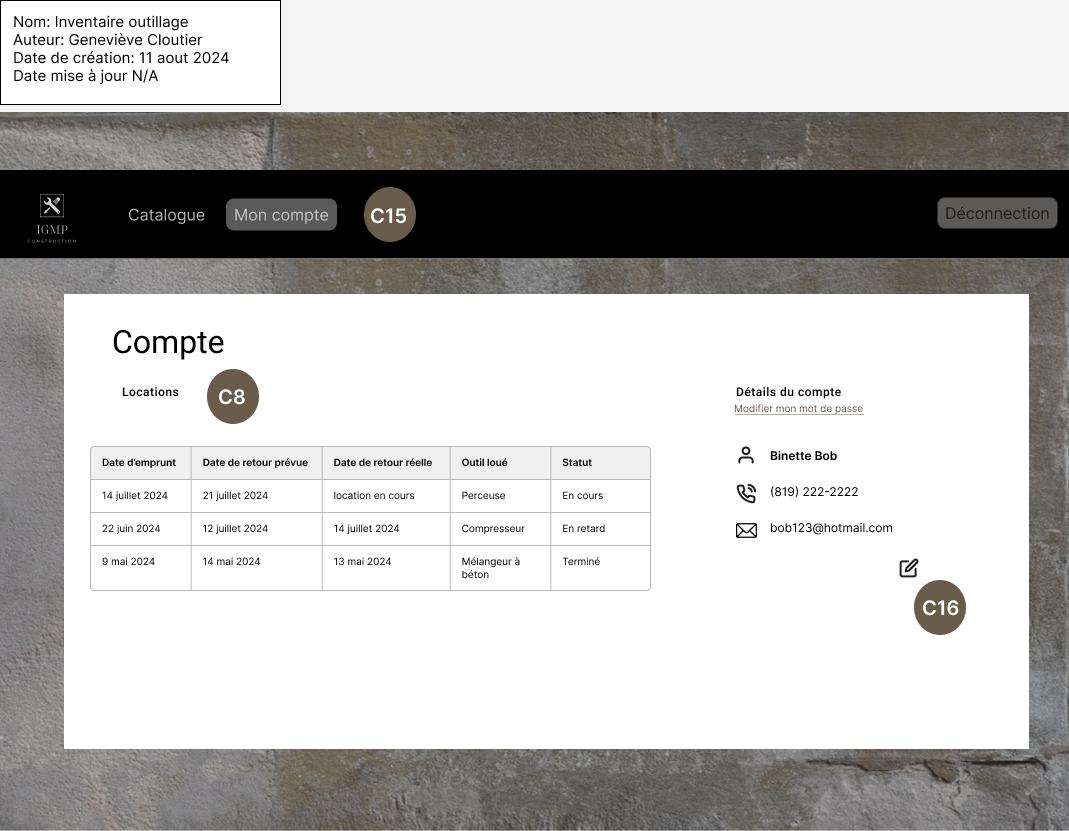 Nom: Inventaire outillage
Auteur: Geneviève Cloutier
Date de création: 11 aout 2024
Date mise à jour N/A
IGMP
CONSTRUCTION
Catalogue
Mon compte
C15
Déconnection
Compte
Locations
C8
Date d'emprunt Date de retour prévue Date de retour réelle Outil loué Statut
14 juillet 2024 21 juillet 2024 location en cours Perceuse En cours
22 juin 2024 12 juillet 2024 14 juillet 2024 Compresseur En retard
9 mai 2024 14 mai 2024 13 mai 2024 Mélangeur à Terminé
béton
Détails du compte
Modifier mon mot de passe
Binette Bob
(819) 222-2222
bob123@hotmail.com
C16